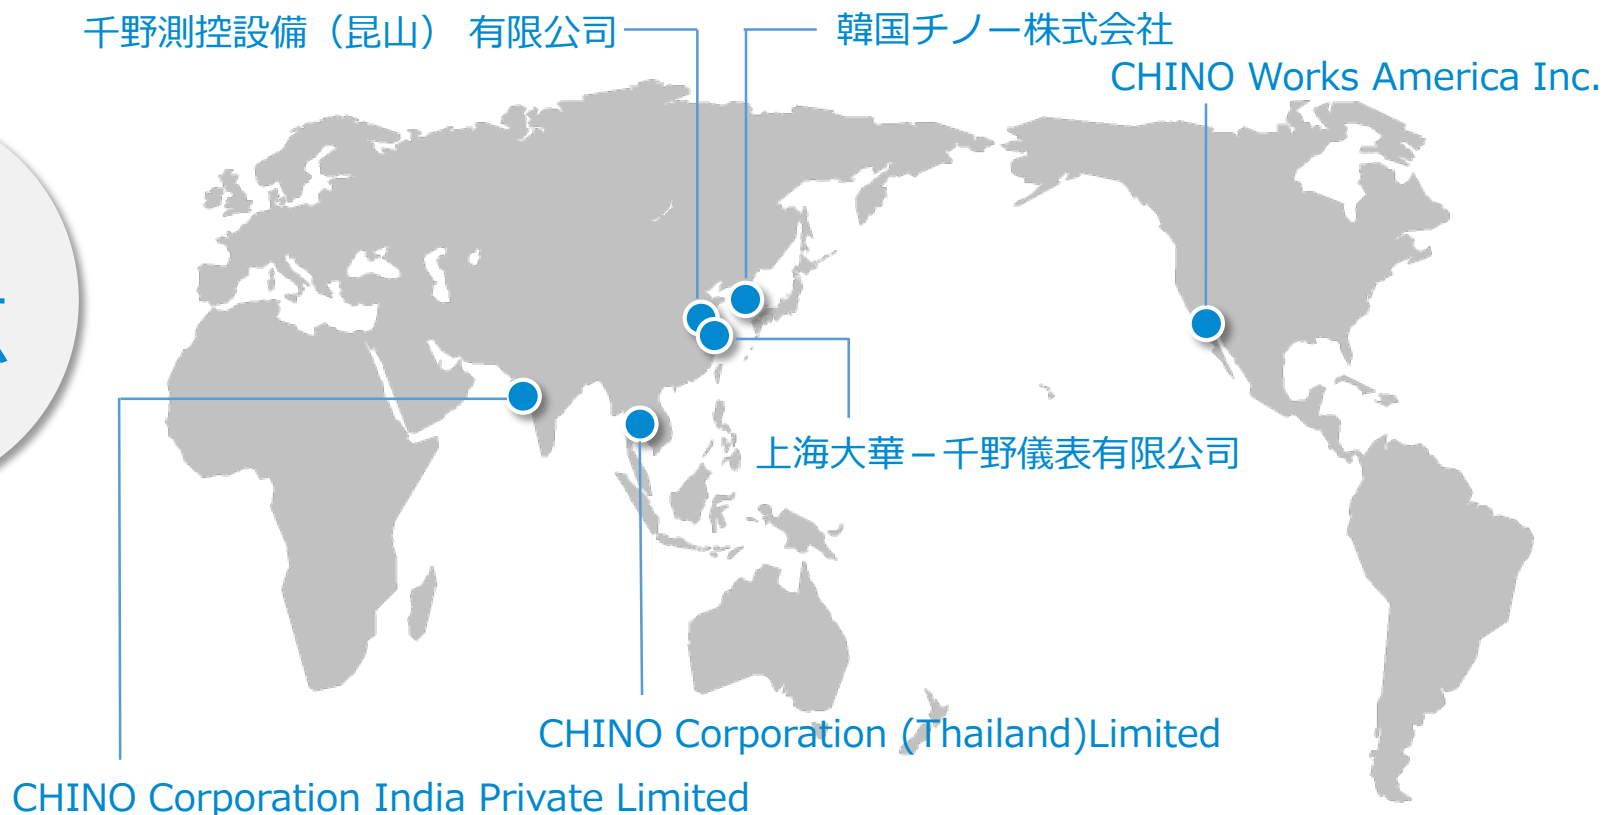 千野測控設備（昆山） 有限公司
韓国チノー株式会社
CHINO Works America Inc.
上海大華－千野儀表有限公司
CHINO Corporation (Thailand)Limited
CHINO Corporation India Private Limited